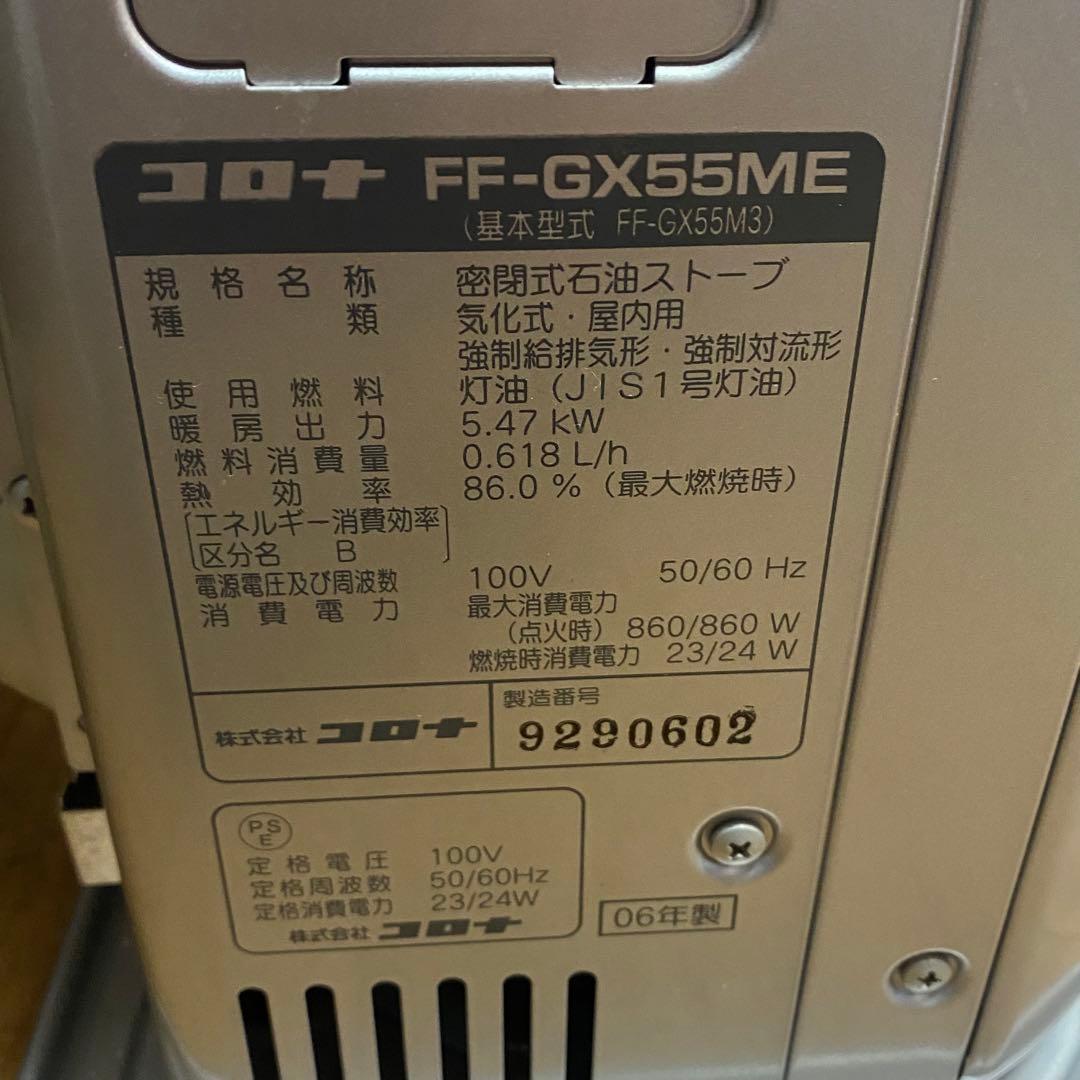 コロナ FF-GX55ME
(基本型式 FF-GX55M3)
規格名称 密閉式石油ストーブ
種類 気化式・屋内用
強制給排気形・強制対流形
使用燃料 灯油(JIS1号灯油)
暖房出力 5.47 kW
燃料消費量 0.618 L/h
熱効率 86.0 %(最大燃焼時)
エネルギー消費効率
区分名 B
電源電圧及び周波数 100V 50/60 Hz
消費電力 最大消費電力
(点火時) 860/860 W
燃焼時消費電力 23/24 W
株式会社 コロナ 製造番号
9290602
PSE
定格電圧 100V
定格周波数 50/60Hz
定格消費電力 23/24W
株式会社 コロナ
06年製